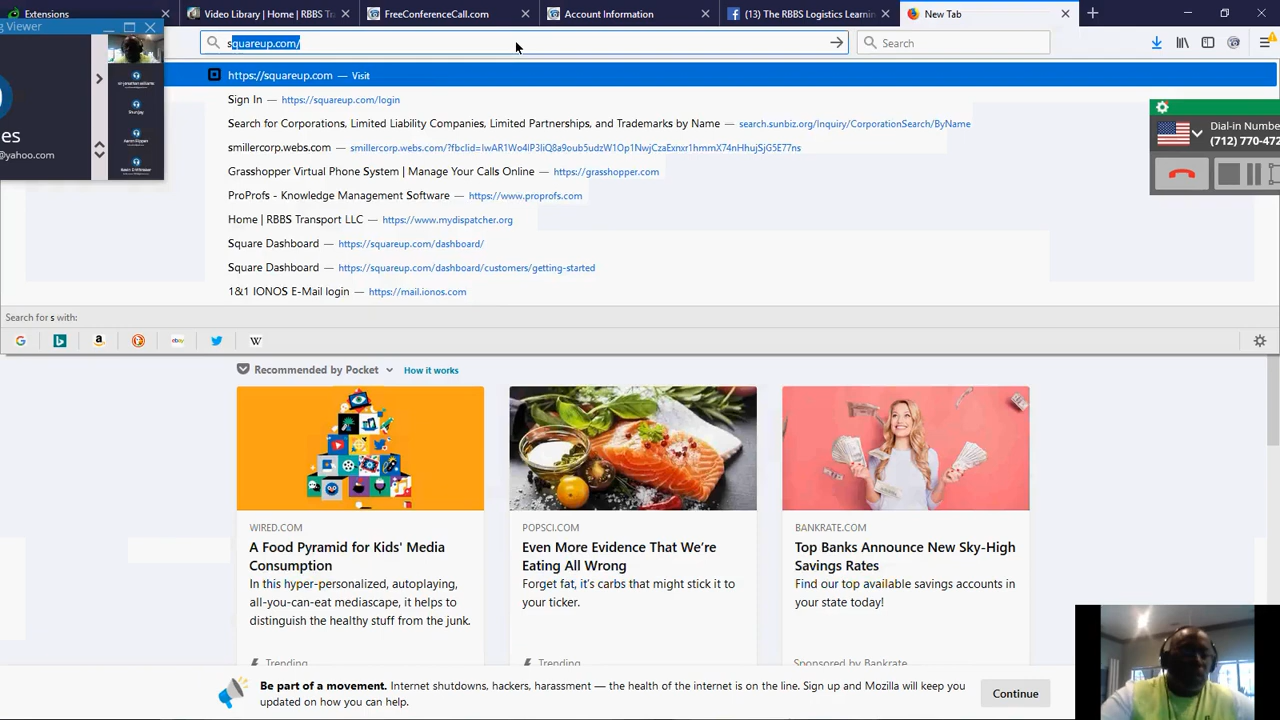 Extensions
Video Library | Home | RBBS Tr
FreeConferenceCall.com
Account Information
(13) The RBBS Logistics Learnin
New Tab
g Viewer
squareup.com/
Search
https://squareup.com — Visit
Sign In — https://squareup.com/login
Search for Corporations, Limited Liability Companies, Limited Partnerships, and Trademarks by Name — search.sunbiz.org/Inquiry/CorporationSearch/ByName
smillercorp.webs.com — smillercorp.webs.com/?fbclid=IwAR1Wo4lP3IiQ8a9oub5udzW1Op1NwjCzaExnxr1hmmX74nHhujSjG5E77ns
Grasshopper Virtual Phone System | Manage Your Calls Online — https://grasshopper.com
ProProfs - Knowledge Management Software — https://www.proprofs.com
Home | RBBS Transport LLC — https://www.mydispatcher.org
Square Dashboard — https://squareup.com/dashboard/
Square Dashboard — https://squareup.com/dashboard/customers/getting-started
1&1 IONOS E-Mail login — https://mail.ionos.com
es
@yahoo.com
Dial-in Number
(712) 770-472
Search for s with:
Recommended by Pocket
How it works
WIRED.COM
A Food Pyramid for Kids' Media
Consumption
In this hyper-personalized, autoplaying,
all-you-can-eat mediascape, it helps to
distinguish the healthy stuff from the junk.
Trending
POPSCI.COM
Even More Evidence That We're
Eating All Wrong
Forget fat, it's carbs that might stick it to
your ticker.
Trending
BANKRATE.COM
Top Banks Announce New Sky-High
Savings Rates
Find our top available savings accounts in
your state today!
Sponsored by Bankrate
Be part of a movement. Internet shutdowns, hackers, harassment — the health of the internet is on the line. Sign up and Mozilla will keep you
updated on how you can help.
Continue